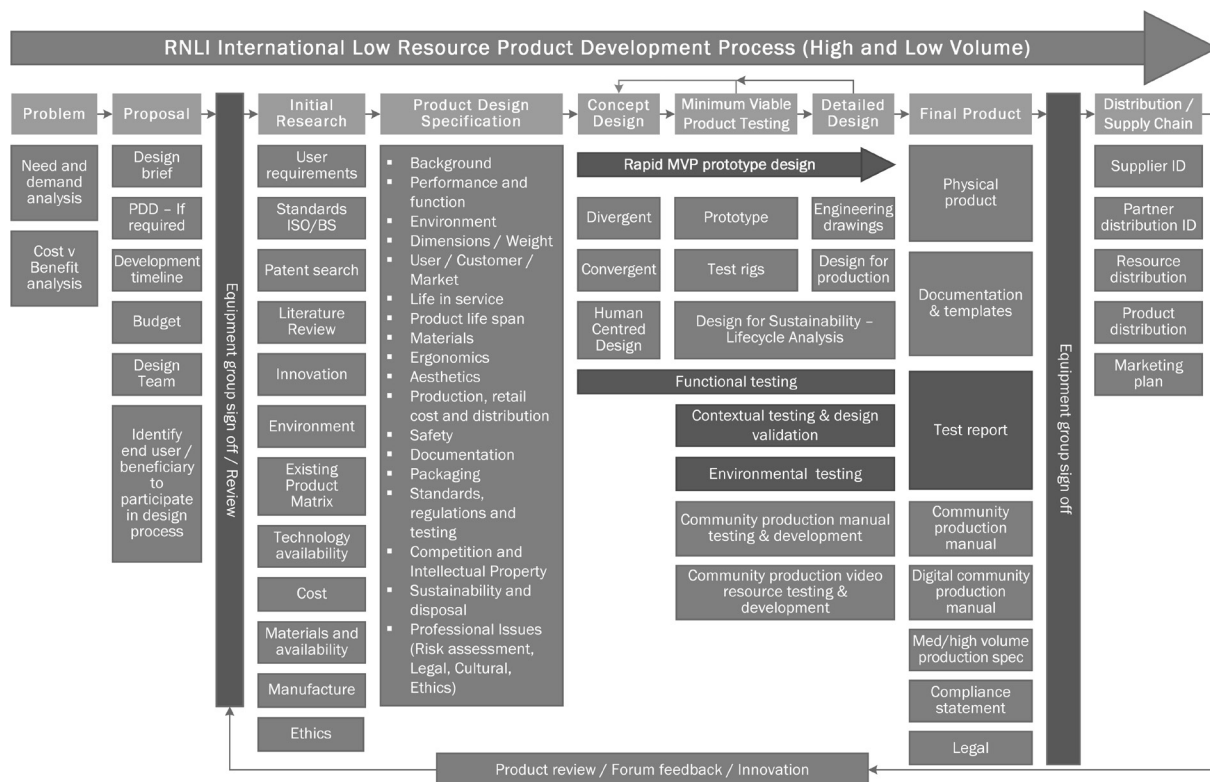 RNLI International Low Resource Product Development Process (High and Low Volume)
Problem
Need and
demand
analysis
Cost v
Benefit
analysis
Proposal
Design
brief
PDD – If
required
Development
timeline
Budget
Design
Team
Identify
end user /
beneficiary
to
participate
in design
process
Equipment group sign off / Review
Initial
Research
User
requirements
Standards
ISO/BS
Patent search
Literature
Review
Innovation
Environment
Existing
Product
Matrix
Technology
availability
Cost
Materials and
availability
Manufacture
Ethics
Product Design
Specification
▪ Background
▪ Performance and
function
▪ Environment
▪ Dimensions / Weight
▪ User / Customer /
Market
▪ Life in service
▪ Product life span
▪ Materials
▪ Ergonomics
▪ Aesthetics
▪ Production, retail
cost and distribution
▪ Safety
▪ Documentation
▪ Packaging
▪ Standards,
regulations and
testing
▪ Competition and
Intellectual Property
▪ Sustainability and
disposal
▪ Professional Issues
(Risk assessment,
Legal, Cultural,
Ethics)
Concept
Design
Minimum Viable
Product Testing
Detailed
Design
Rapid MVP prototype design
Divergent
Prototype
Engineering
drawings
Convergent
Test rigs
Design for
production
Human
Centred
Design
Design for Sustainability –
Lifecycle Analysis
Functional testing
Contextual testing & design
validation
Environmental testing
Community production manual
testing & development
Community production video
resource testing &
development
Final Product
Physical
product
Documentation
& templates
Test report
Community
production
manual
Digital community
production
manual
Med/high volume
production spec
Compliance
statement
Legal
Equipment group sign off
Distribution /
Supply Chain
Supplier ID
Partner
distribution ID
Resource
distribution
Product
distribution
Marketing
plan
Product review / Forum feedback / Innovation